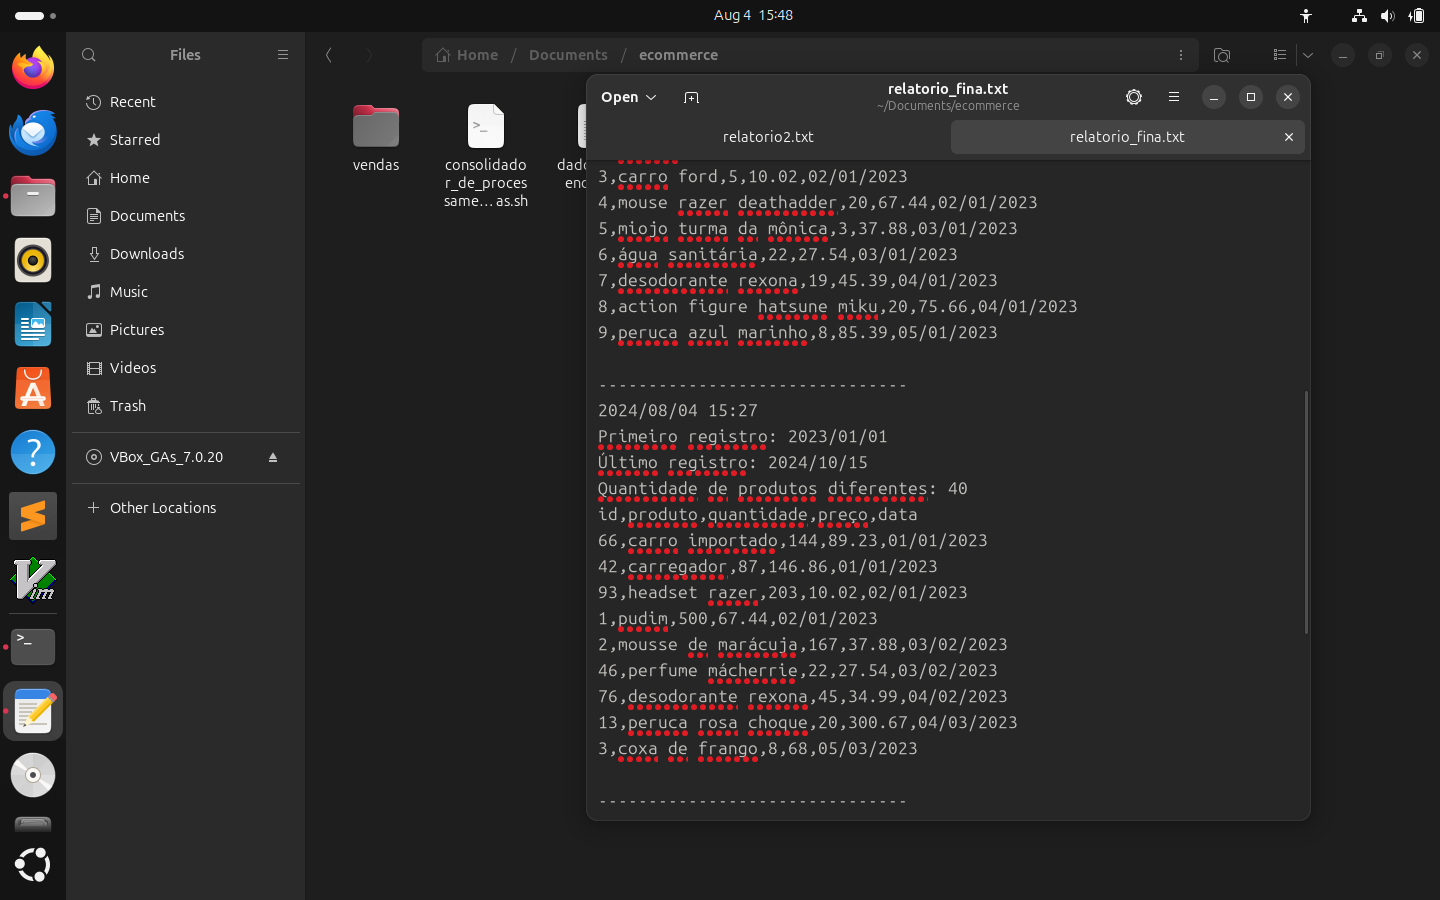 Aug 4 15:48
Files
Home / Documents / ecommerce
Recent
Starred
Home
Documents
Downloads
Music
Pictures
Videos
Trash
VBox_GAs_7.0.20
Other Locations
vendas
consolidado
r_de_proces
same…as.sh
Open
relatorio_fina.txt
~/Documents/ecommerce
relatorio2.txt
relatorio_fina.txt
3,carro ford,5,10.02,02/01/2023
4,mouse razer deathadder,20,67.44,02/01/2023
5,miojo turma da mônica,3,37.88,03/01/2023
6,água sanitária,22,27.54,03/01/2023
7,desodorante rexona,19,45.39,04/01/2023
8,action figure hatsune miku,20,75.66,04/01/2023
9,peruca azul marinho,8,85.39,05/01/2023
-------------------------------
2024/08/04 15:27
Primeiro registro: 2023/01/01
Último registro: 2024/10/15
Quantidade de produtos diferentes: 40
id,produto,quantidade,preço,data
66,carro importado,144,89.23,01/01/2023
42,carregador,87,146.86,01/01/2023
93,headset razer,203,10.02,02/01/2023
1,pudim,500,67.44,02/01/2023
2,mousse de marácuja,167,37.88,03/02/2023
46,perfume mácherrie,22,27.54,03/02/2023
76,desodorante rexona,45,34.99,04/02/2023
13,peruca rosa choque,20,300.67,04/03/2023
3,coxa de frango,8,68,05/03/2023
-------------------------------